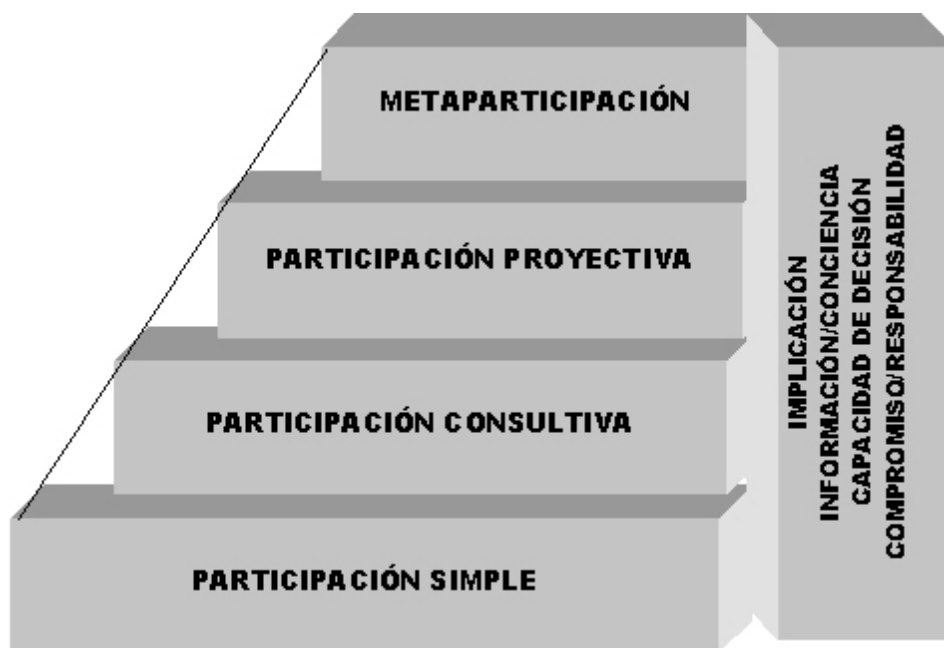 METAPARTICIPACIÓN
PARTICIPACIÓN PROYECTIVA
PARTICIPACIÓN CONSULTIVA
PARTICIPACIÓN SIMPLE
IMPLICACIÓN
INFORMACIÓN/CONCIENCIA
CAPACIDAD DE DECISIÓN
COMPROMISO/RESPONSABILIDAD